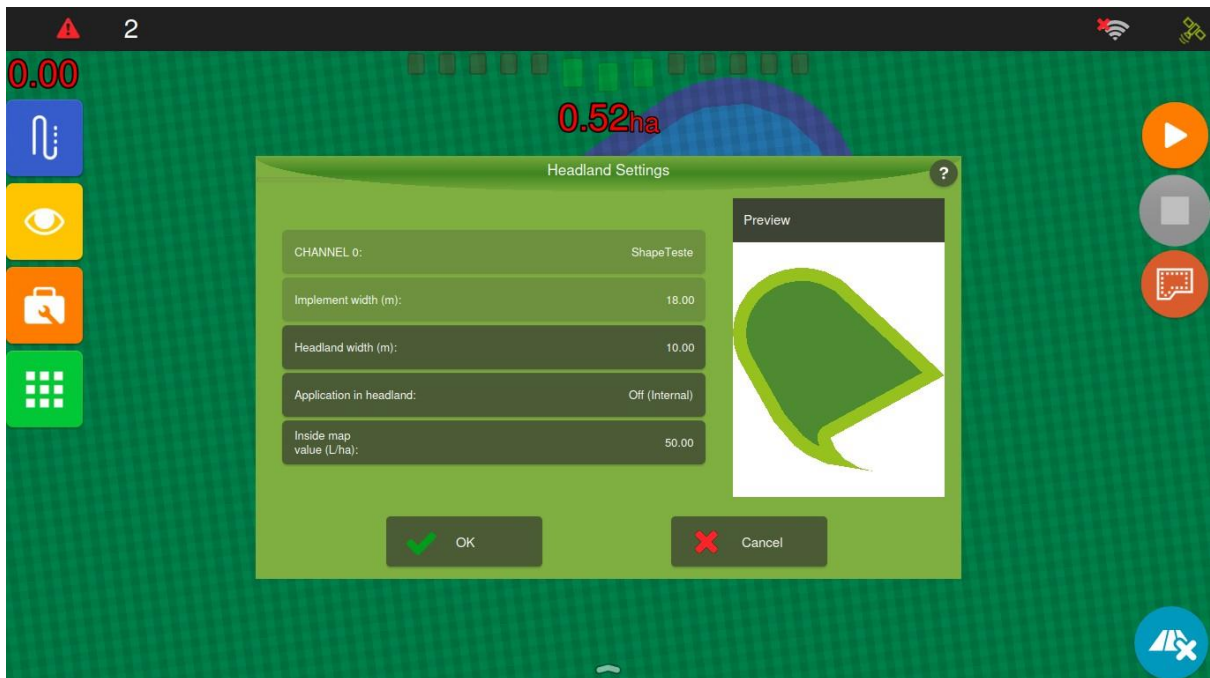 2
0.00
0.52ha
Headland Settings
?
Preview
CHANNEL 0: ShapeTeste
Implement width (m): 18.00
Headland width (m): 10.00
Application in headland: Off (Internal)
Inside map
value (L/ha): 50.00
OK Cancel